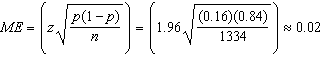 ME = (z√(p(1−p)/n)) = (1.96√((0.16)(0.84)/1334)) ≈ 0.02